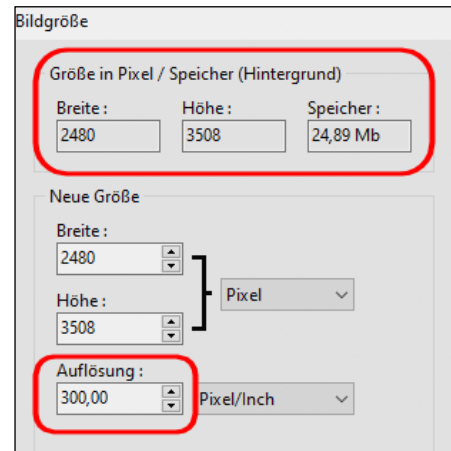 Bildgröße
Größe in Pixel / Speicher (Hintergrund)
Breite : Höhe : Speicher :
2480 3508 24,89 Mb
Neue Größe
Breite :
2480
Pixel
Höhe :
3508
Auflösung :
300,00 Pixel/Inch